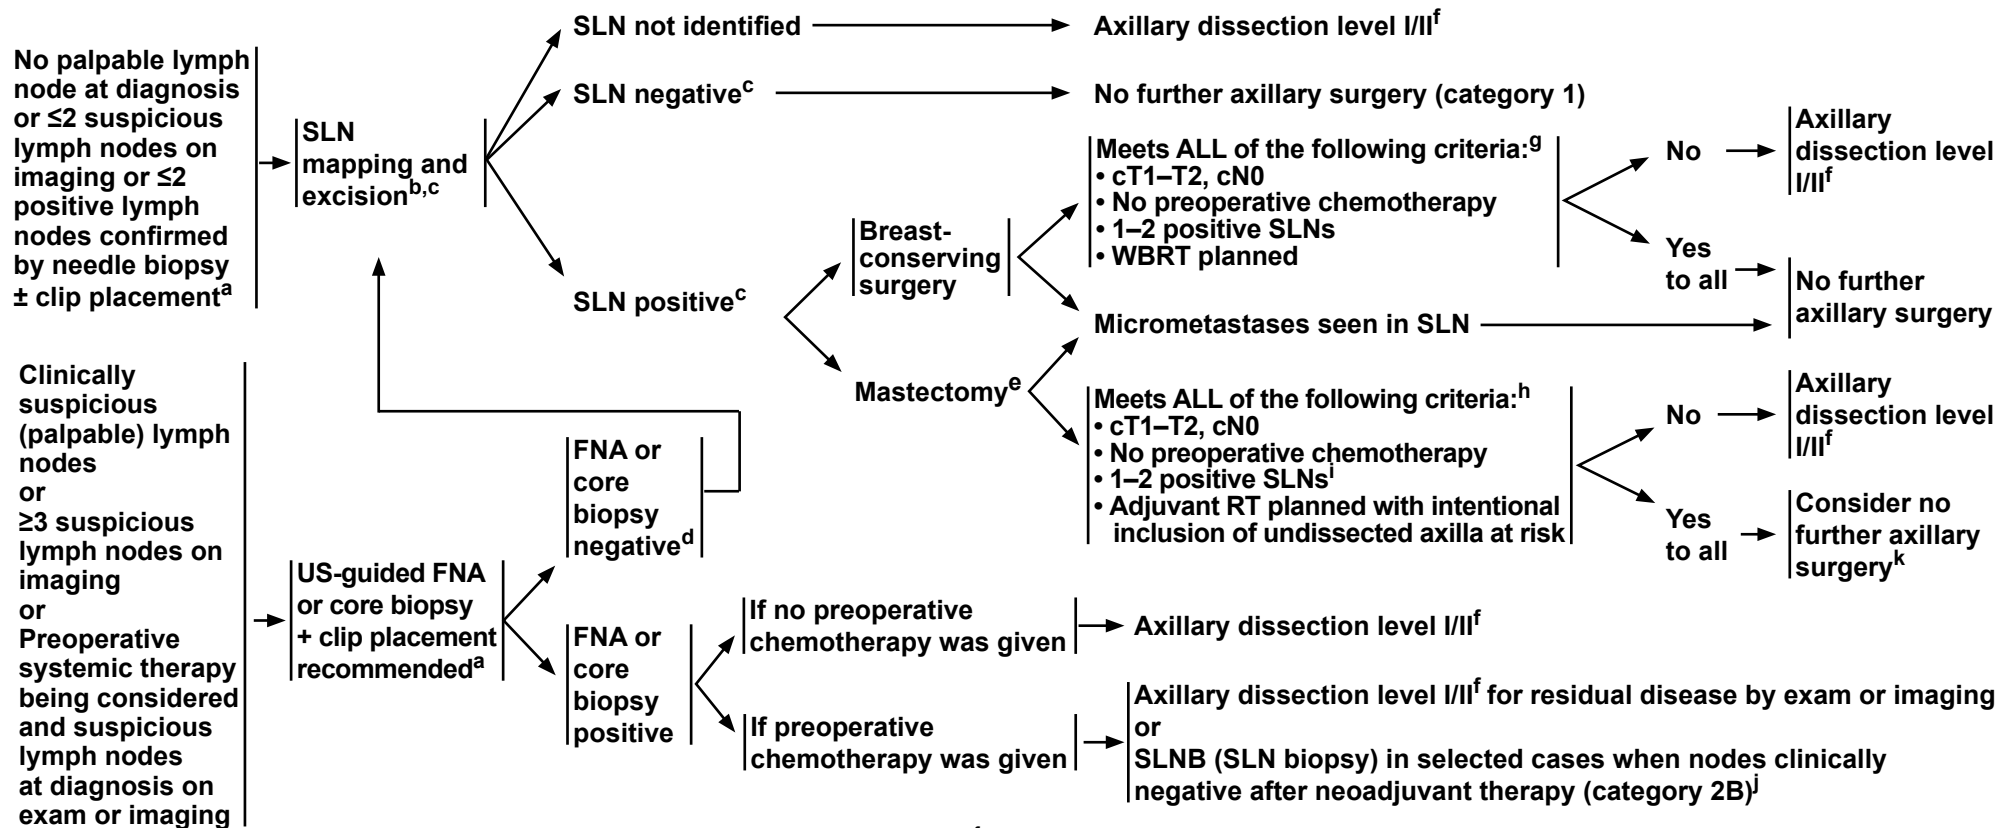 No palpable lymph
node at diagnosis
or ≤2 suspicious
lymph nodes on
imaging or ≤2
positive lymph
nodes confirmed
by needle biopsy
± clip placementᵃ
SLN
mapping and
excisionᵇ,ᶜ
SLN not identified
Axillary dissection level I/IIᶠ
SLN negativeᶜ
No further axillary surgery (category 1)
SLN positiveᶜ
Breast-
conserving
surgery
Meets ALL of the following criteria:ᵍ
• cT1–T2, cN0
• No preoperative chemotherapy
• 1–2 positive SLNs
• WBRT planned
No
Axillary
dissection level
I/IIᶠ
Yes
to all
No further
axillary surgery
Micrometastases seen in SLN
Mastectomyᵉ
Meets ALL of the following criteria:ʰ
• cT1–T2, cN0
• No preoperative chemotherapy
• 1–2 positive SLNsⁱ
• Adjuvant RT planned with intentional
inclusion of undissected axilla at risk
No
Axillary
dissection level
I/IIᶠ
Yes
to all
Consider no
further axillary
surgeryᵏ
Clinically
suspicious
(palpable) lymph
nodes
or
≥3 suspicious
lymph nodes on
imaging
or
Preoperative
systemic therapy
being considered
and suspicious
lymph nodes
at diagnosis on
exam or imaging
US-guided FNA
or core biopsy
+ clip placement
recommendedᵃ
FNA or
core
biopsy
negativeᵈ
FNA or
core
biopsy
positive
If no preoperative
chemotherapy was given
Axillary dissection level I/IIᶠ
If preoperative
chemotherapy was given
Axillary dissection level I/IIᶠ for residual disease by exam or imaging
or
SLNB (SLN biopsy) in selected cases when nodes clinically
negative after neoadjuvant therapy (category 2B)ʲ